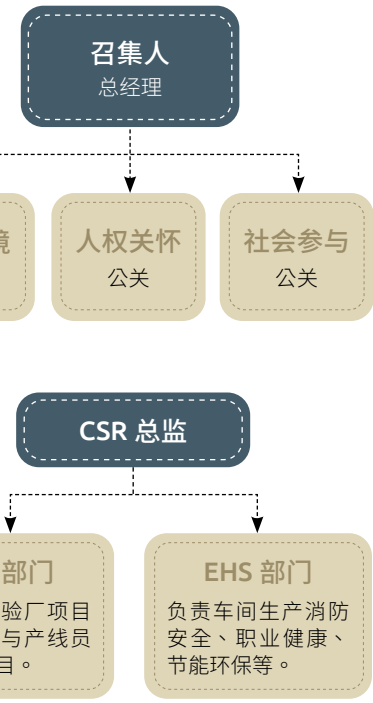 召集人
总经理
境 人权关怀 社会参与
公关 公关
CSR 总监
部门 EHS 部门
验厂项目 负责车间生产消防
与产线员 安全、职业健康、
目。 节能环保等。